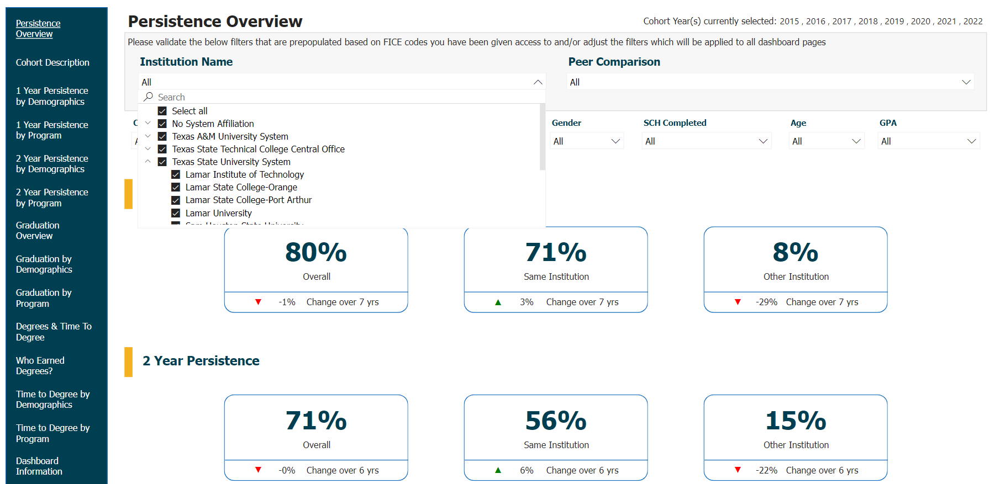 Persistence
Overview
Cohort Description
1 Year Persistence
by Demographics
1 Year Persistence
by Program
2 Year Persistence
by Demographics
2 Year Persistence
by Program
Graduation
Overview
Graduation by
Demographics
Graduation by
Program
Degrees & Time To
Degree
Who Earned
Degrees?
Time to Degree by
Demographics
Time to Degree by
Program
Dashboard
Information
Persistence Overview
Cohort Year(s) currently selected: 2015 , 2016 , 2017 , 2018 , 2019 , 2020 , 2021 , 2022
Please validate the below filters that are prepopulated based on FICE codes you have been given access to and/or adjust the filters which will be applied to all dashboard pages
Institution Name
All
Search
Select all
No System Affiliation
Texas A&M University System
Texas State Technical College Central Office
Texas State University System
Lamar Institute of Technology
Lamar State College-Orange
Lamar State College-Port Arthur
Lamar University
Peer Comparison
All
Gender
All
SCH Completed
All
Age
All
GPA
All
80%
Overall
-1% Change over 7 yrs
71%
Same Institution
3% Change over 7 yrs
8%
Other Institution
-29% Change over 7 yrs
2 Year Persistence
71%
Overall
-0% Change over 6 yrs
56%
Same Institution
6% Change over 6 yrs
15%
Other Institution
-22% Change over 6 yrs